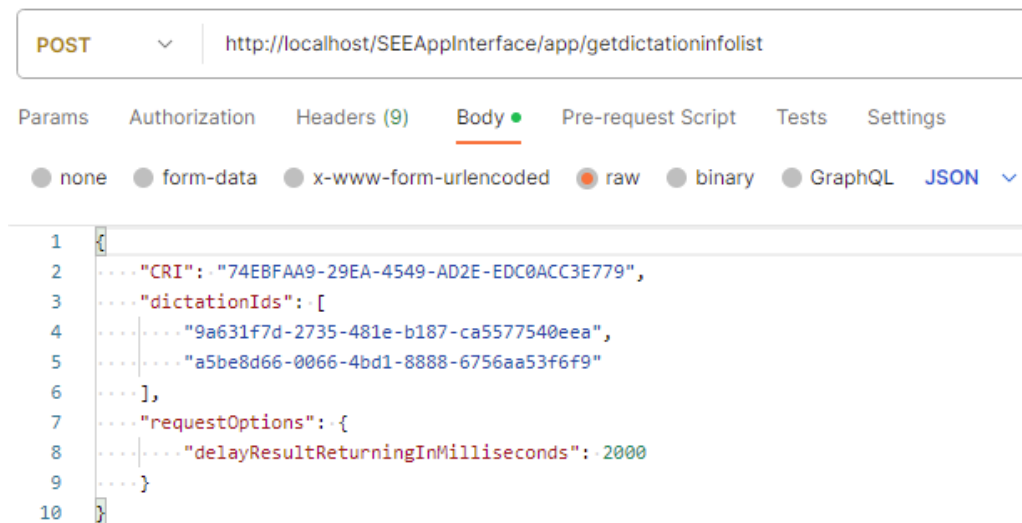 POST http://localhost/SEEAppInterface/app/getdictationinfolist
Params Authorization Headers (9) Body Pre-request Script Tests Settings
none form-data x-www-form-urlencoded raw binary GraphQL JSON
1 {
2 "CRI": "74EBFAA9-29EA-4549-AD2E-EDC0ACC3E779",
3 "dictationIds": [
4 "9a631f7d-2735-481e-b187-ca5577540eea",
5 "a5be8d66-0066-4bd1-8888-6756aa53f6f9"
6 ],
7 "requestOptions": {
8 "delayResultReturningInMilliseconds": 2000
9 }
10 }